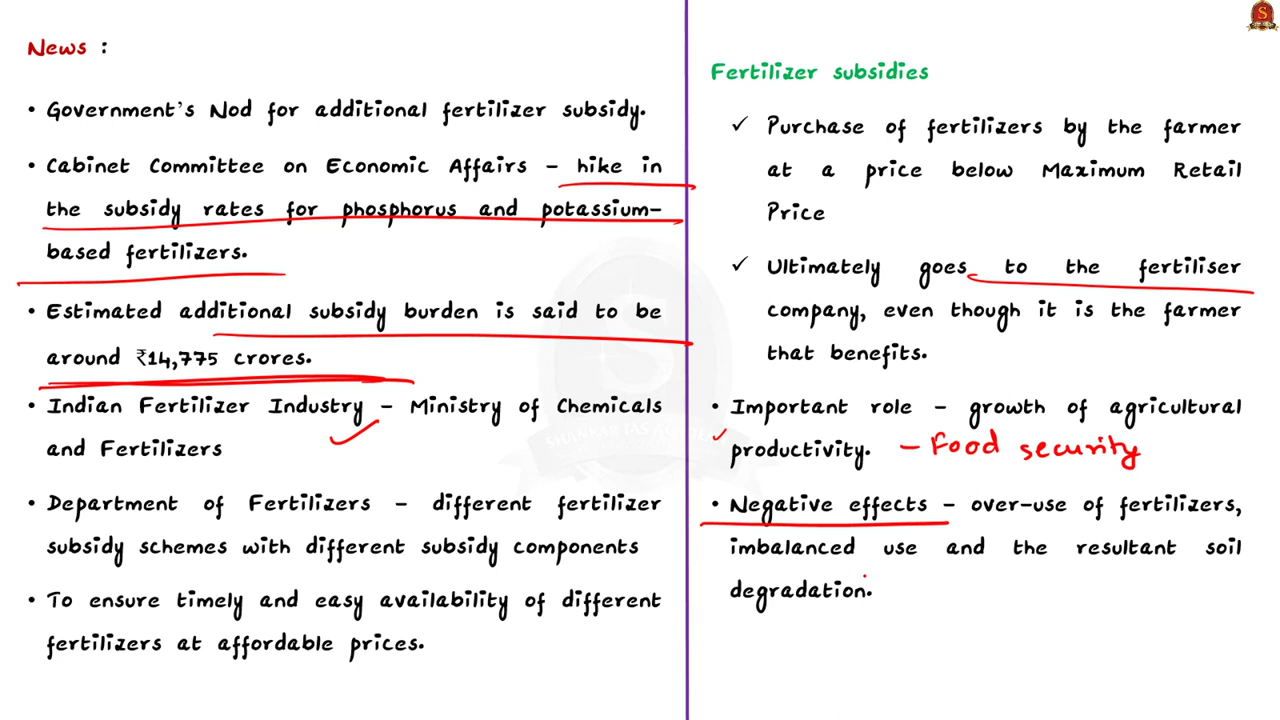 News :
• Government's Nod for additional fertilizer subsidy.
• Cabinet Committee on Economic Affairs – hike in
the subsidy rates for phosphorus and potassium-
based fertilizers.
• Estimated additional subsidy burden is said to be
around ₹14,775 crores.
• Indian Fertilizer Industry – Ministry of Chemicals
and Fertilizers
• Department of Fertilizers – different fertilizer
subsidy schemes with different subsidy components
• To ensure timely and easy availability of different
fertilizers at affordable prices.
Fertilizer subsidies
✓ Purchase of fertilizers by the farmer
at a price below Maximum Retail
Price
✓ Ultimately goes to the fertiliser
company, even though it is the farmer
that benefits.
• Important role – growth of agricultural
productivity. – Food security
• Negative effects – over-use of fertilizers,
imbalanced use and the resultant soil
degradation.
S
SHANKAR IAS ACADEMY